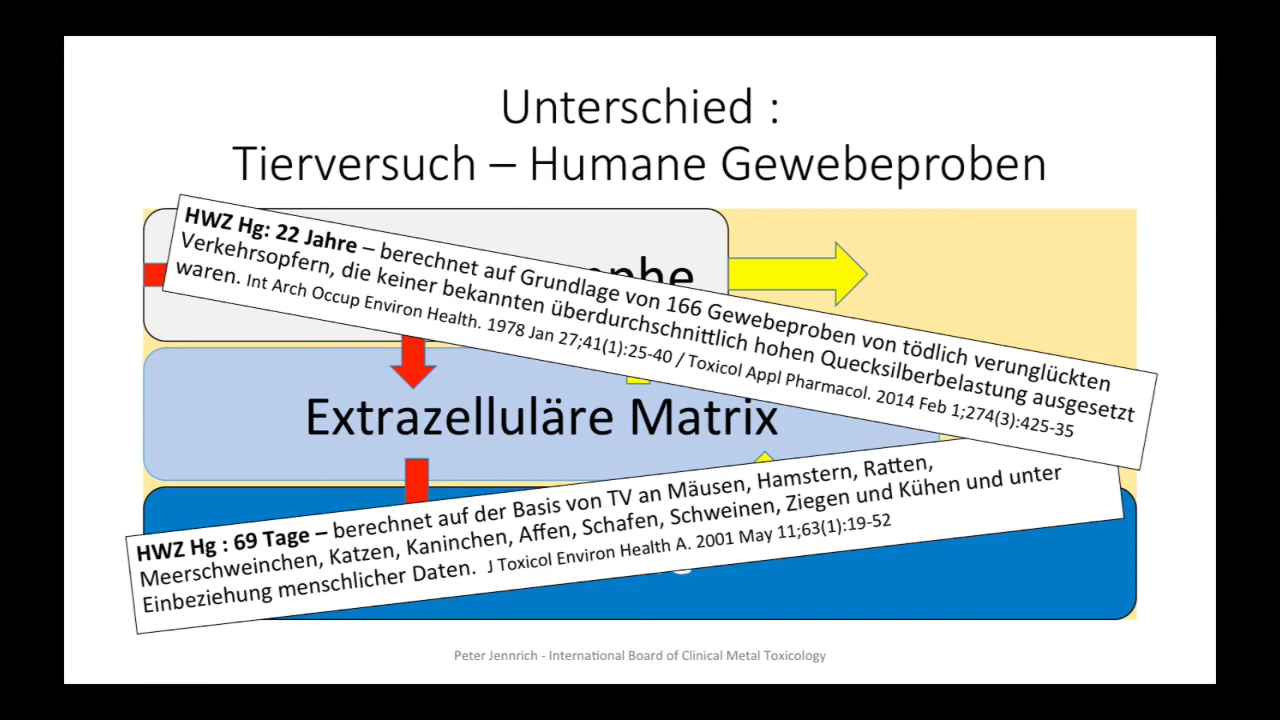 Unterschied :
Tierversuch – Humane Gewebeproben
HWZ Hg: 22 Jahre – berechnet auf Grundlage von 166 Gewebeproben von tödlich verunglückten
Verkehrsopfern, die keiner bekannten überdurchschnittlich hohen Quecksilberbelastung ausgesetzt
waren. Int Arch Occup Environ Health. 1978 Jan 27;41(1):25-40 / Toxicol Appl Pharmacol. 2014 Feb 1;274(3):425-35
Extrazelluläre Matrix
HWZ Hg : 69 Tage – berechnet auf der Basis von TV an Mäusen, Hamstern, Ratten,
Meerschweinchen, Katzen, Kaninchen, Affen, Schafen, Schweinen, Ziegen und Kühen und unter
Einbeziehung menschlicher Daten. J Toxicol Environ Health A. 2001 May 11;63(1):19-52
Peter Jennrich - International Board of Clinical Metal Toxicology